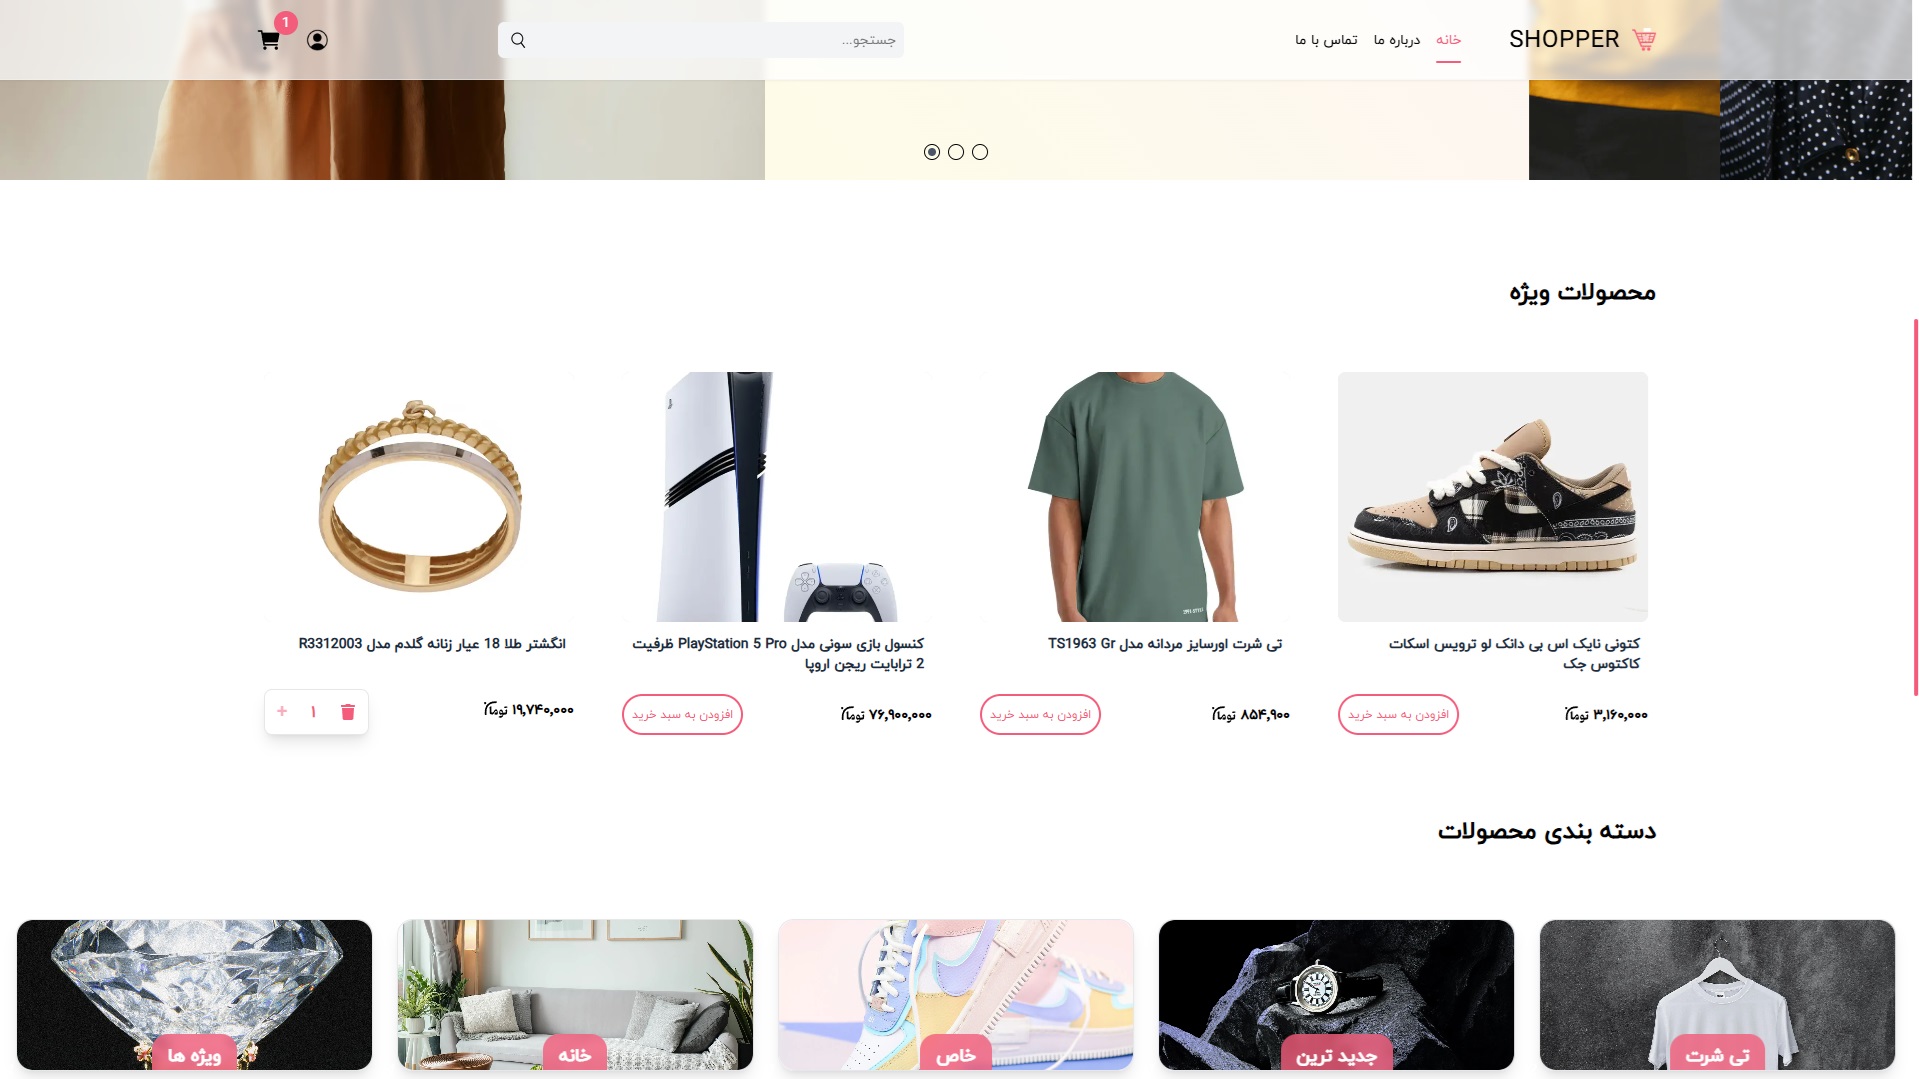 SHOPPER
خانه
درباره ما
تماس با ما
جستجو...
1
محصولات ویژه
کتونی نایک اس بی دانک لو ترویس اسکات
کاکتوس جک
۳,۱۶۰,۰۰۰ تومان
افزودن به سبد خرید
تی شرت اورسایز مردانه مدل TS1963 Gr
۸۵۴,۹۰۰ تومان
افزودن به سبد خرید
کنسول بازی سونی مدل PlayStation 5 Pro ظرفیت
2 ترابایت ریجن اروپا
۷۶,۹۰۰,۰۰۰ تومان
افزودن به سبد خرید
انگشتر طلا 18 عیار زنانه گلدم مدل R3312003
۱۹,۷۴۰,۰۰۰ تومان
۱ +
دسته بندی محصولات
تی شرت
جدید ترین
خاص
خانه
ویژه ها